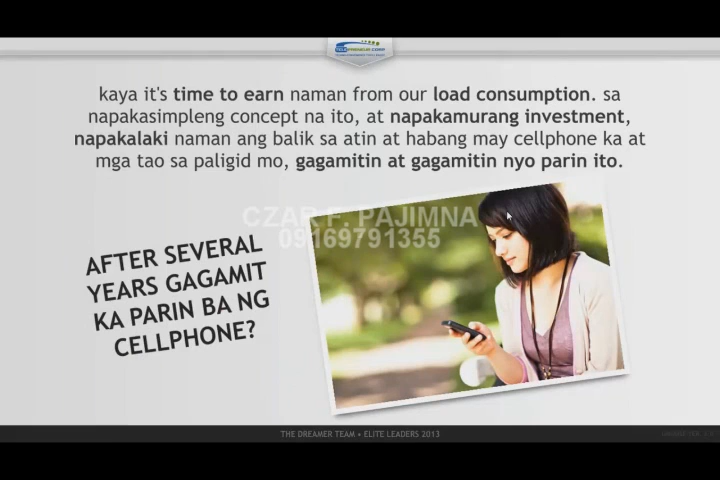 kaya it's time to earn naman from our load consumption. sa
napakasimpleng concept na ito, at napakamurang investment,
napakalaki naman ang balik sa atin at habang may cellphone ka at
mga tao sa paligid mo, gagamitin at gagamitin nyo parin ito.
CZAR F. PAJIMNA
09169791355
AFTER SEVERAL
YEARS GAGAMIT
KA PARIN BA NG
CELLPHONE?
THE DREAMER TEAM • ELITE LEADERS 2013